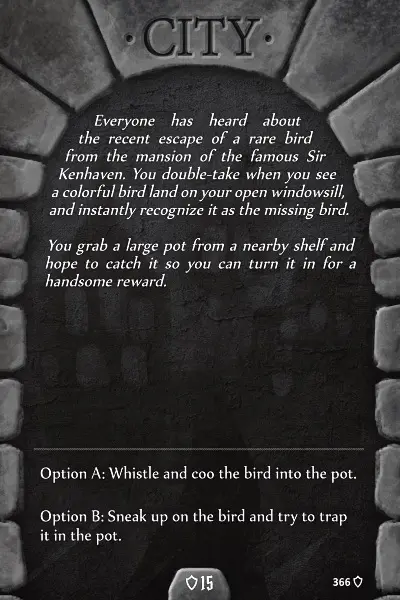 ·CITY·
Everyone has heard about
the recent escape of a rare bird
from the mansion of the famous Sir
Kenhaven. You double-take when you see
a colorful bird land on your open windowsill,
and instantly recognize it as the missing bird.
You grab a large pot from a nearby shelf and
hope to catch it so you can turn it in for a
handsome reward.
Option A: Whistle and coo the bird into the pot.
Option B: Sneak up on the bird and try to trap
it in the pot.
15
366